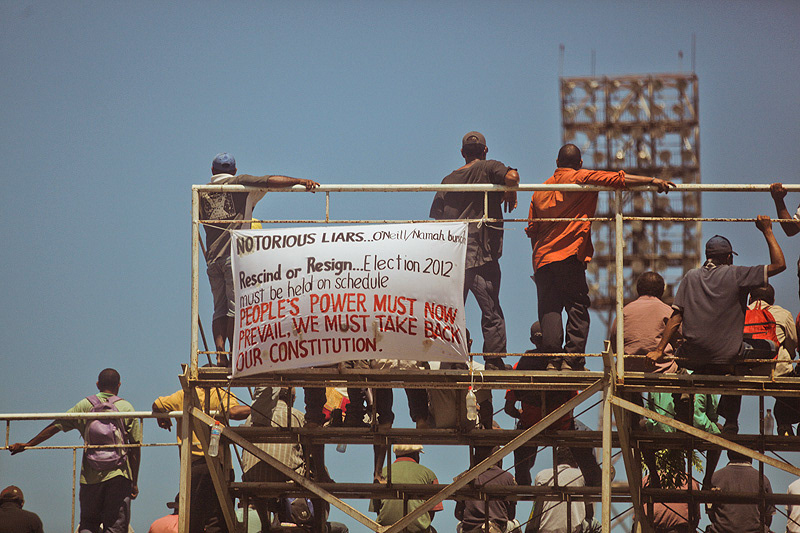 NOTORIOUS LIARS...O'Neill/Namah bunch
Rescind or Resign...Election 2012
must be held on schedule
PEOPLE'S POWER MUST NOW
PREVAIL, WE MUST TAKE BACK
OUR CONSTITUTION.